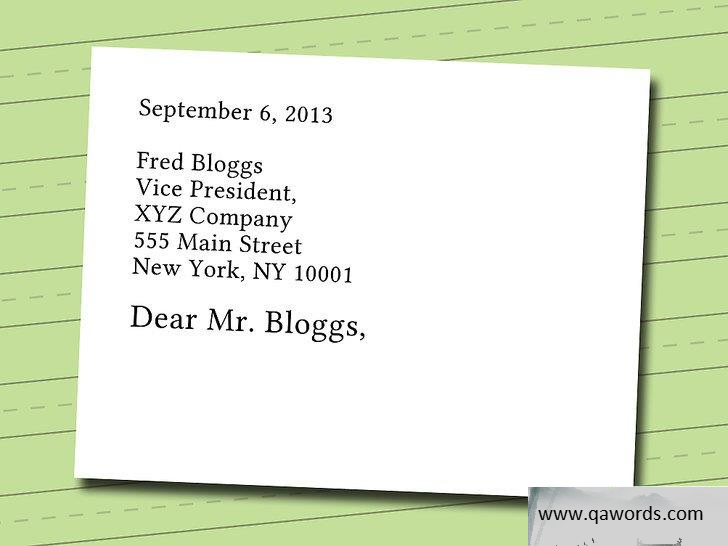 September 6, 2013
Fred Bloggs
Vice President,
XYZ Company
555 Main Street
New York, NY 10001
Dear Mr. Bloggs,
www.qawords.com